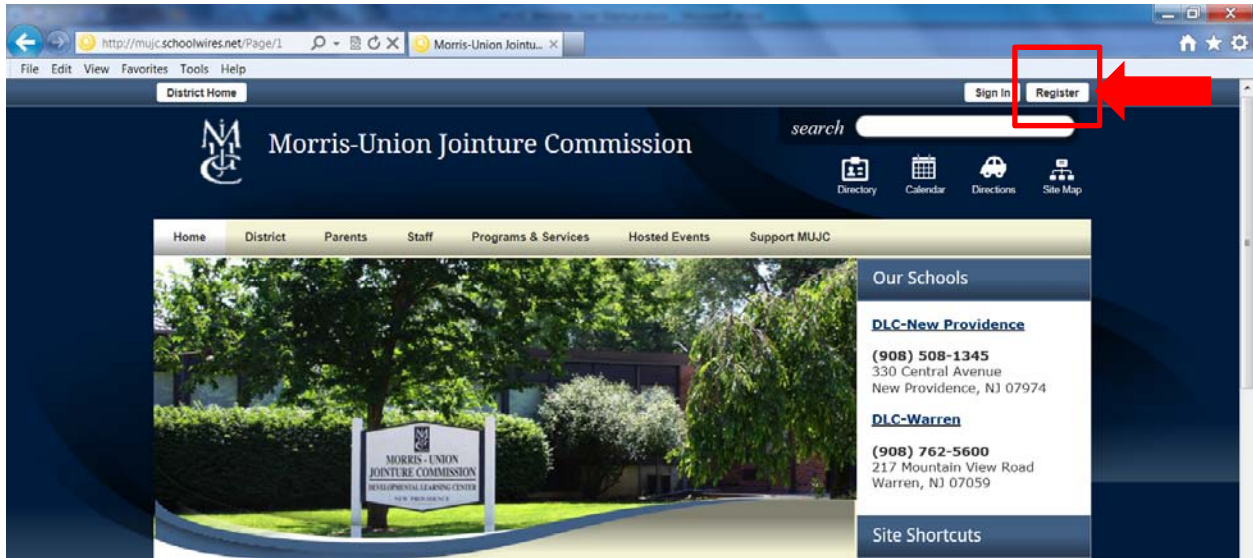 http://mujc.schoolwires.net/Page/1
Morris-Union Jointu...
File Edit View Favorites Tools Help
District Home
Sign In
Register
MUJC
Morris-Union Jointure Commission
search
Directory
Calendar
Directions
Site Map
Home
District
Parents
Staff
Programs & Services
Hosted Events
Support MUJC
MORRIS - UNION
JOINTURE COMMISSION
DEVELOPMENTAL LEARNING CENTER
NEW PROVIDENCE
Our Schools
DLC-New Providence
(908) 508-1345
330 Central Avenue
New Providence, NJ 07974
DLC-Warren
(908) 762-5600
217 Mountain View Road
Warren, NJ 07059
Site Shortcuts